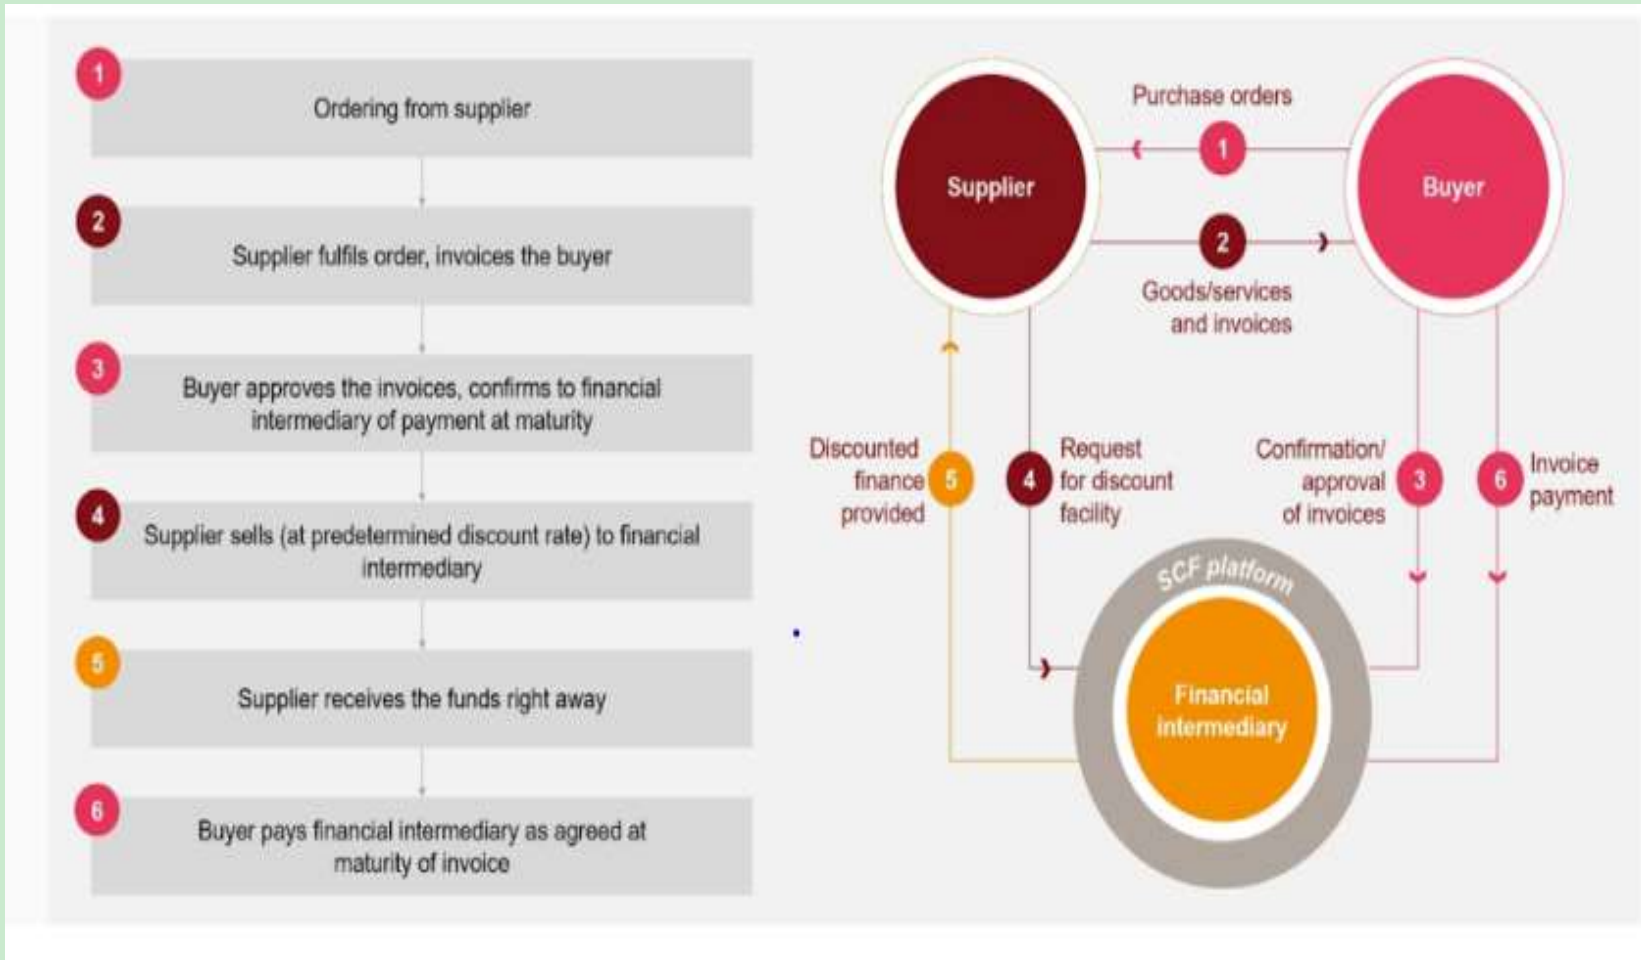 1
Ordering from supplier
2
Supplier fulfils order, invoices the buyer
3
Buyer approves the invoices, confirms to financial
intermediary of payment at maturity
4
Supplier sells (at predetermined discount rate) to financial
intermediary
5
Supplier receives the funds right away
6
Buyer pays financial intermediary as agreed at
maturity of invoice
Supplier
Purchase orders
1
Buyer
2
Goods/services
and invoices
Discounted
finance
provided
5
4
Request
for discount
facility
Confirmation/
approval
of invoices
3
6
Invoice
payment
SCF platform
Financial
intermediary